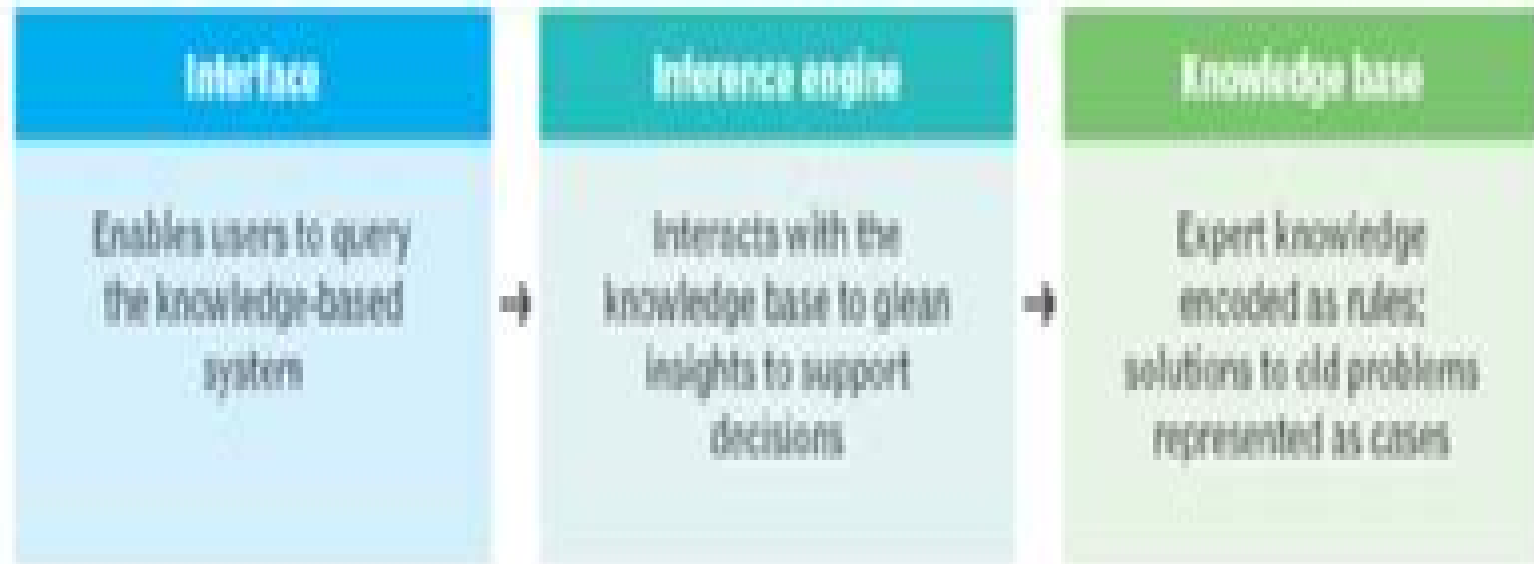 Interface
Enables users to query
the knowledge-based
system
→
Inference engine
Interacts with the
knowledge base to glean
insights to support
decisions
→
Knowledge base
Expert knowledge
encoded as rules;
solutions to old problems
represented as cases